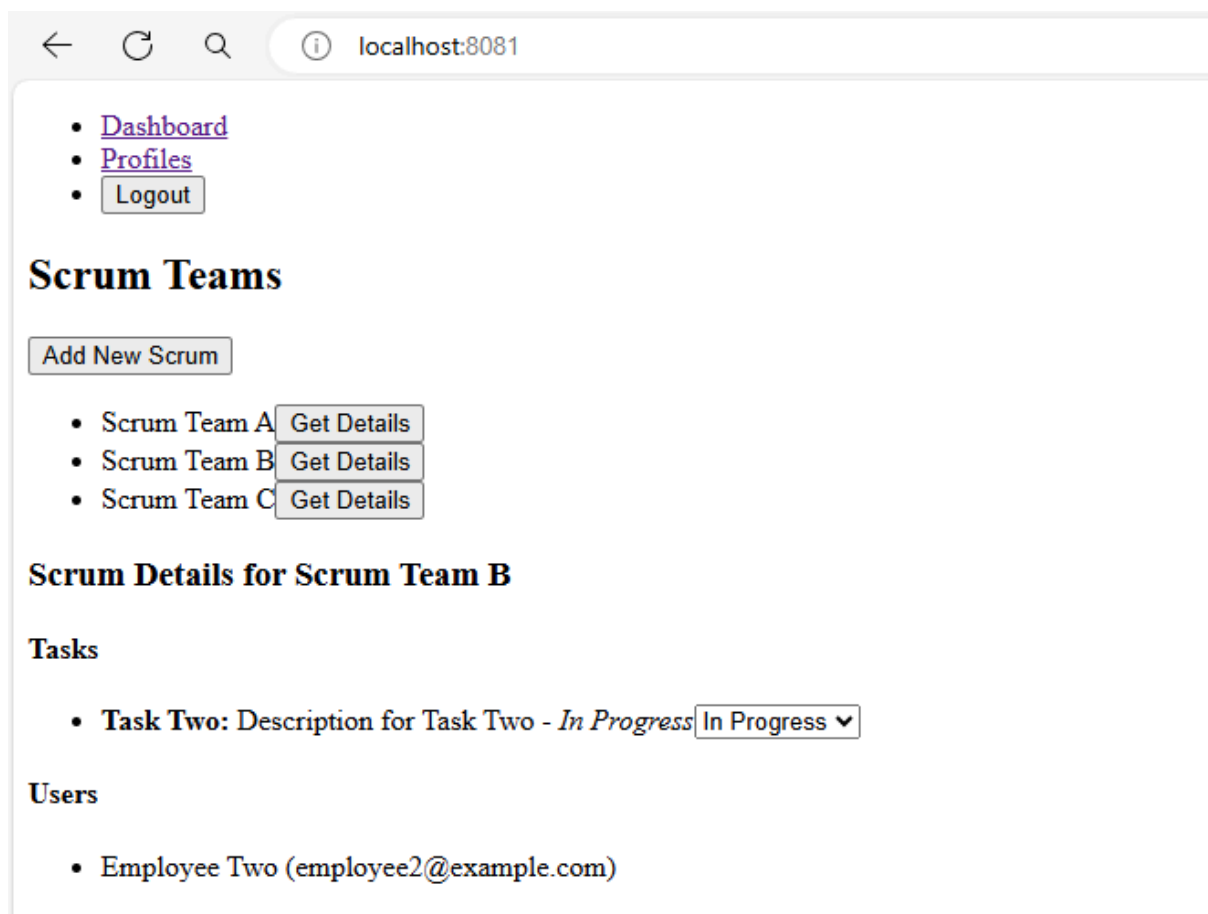 localhost:8081
Dashboard
Profiles
Logout
Scrum Teams
Add New Scrum
Scrum Team A Get Details
Scrum Team B Get Details
Scrum Team C Get Details
Scrum Details for Scrum Team B
Tasks
Task Two: Description for Task Two - In Progress In Progress
Users
Employee Two (employee2@example.com)